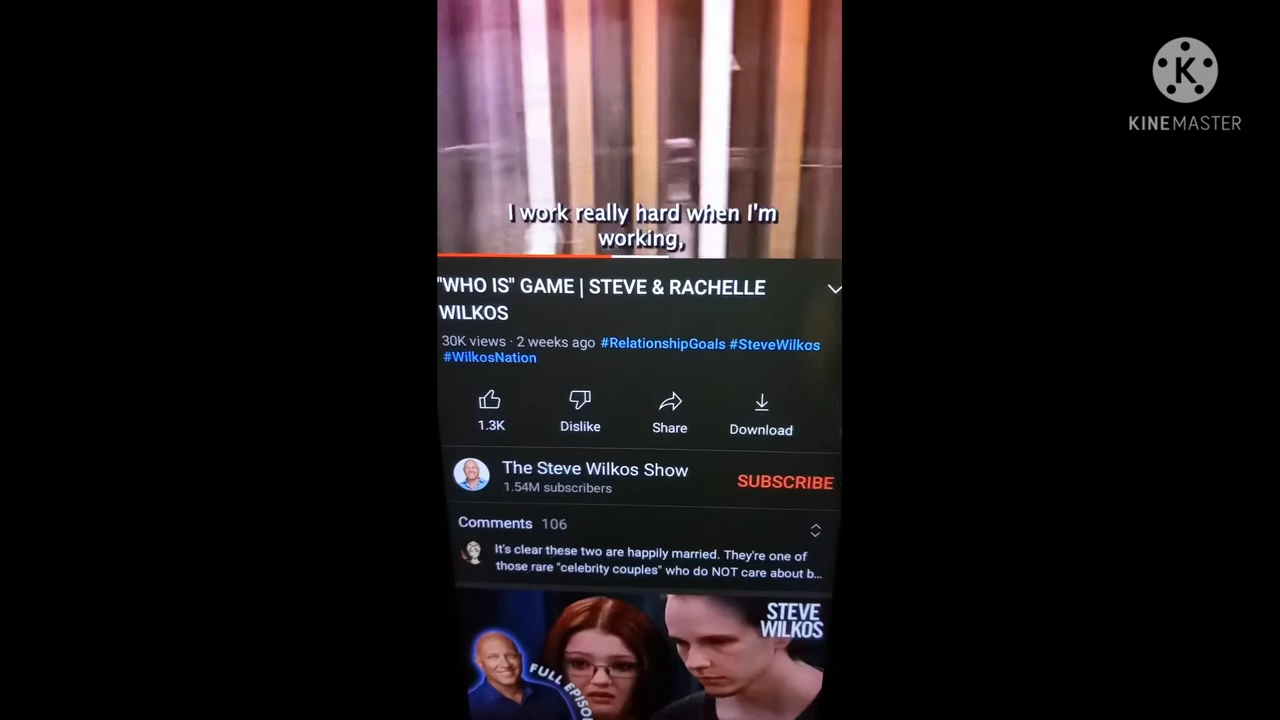 K
KINEMASTER
I work really hard when I'm
working,
"WHO IS" GAME | STEVE & RACHELLE
WILKOS
30K views · 2 weeks ago #RelationshipGoals #SteveWilkos
#WilkosNation
1.3K
Dislike
Share
Download
The Steve Wilkos Show
1.54M subscribers
SUBSCRIBE
Comments 106
It's clear these two are happily married. They're one of
those rare "celebrity couples" who do NOT care about b...
STEVE
WILKOS
FULL EPISO